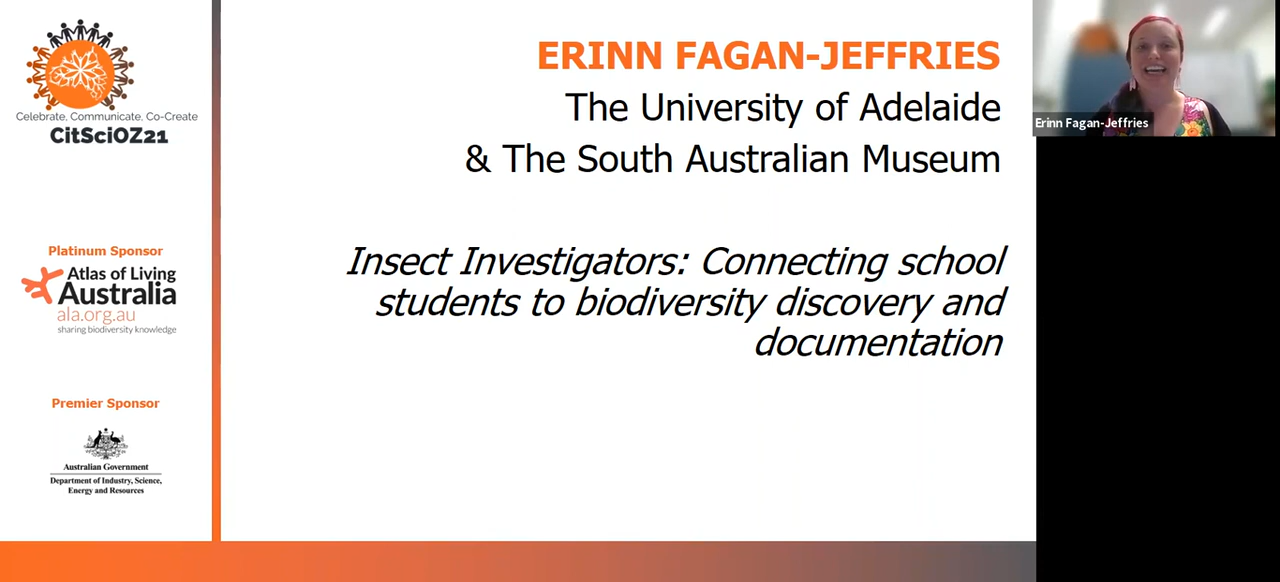 Celebrate, Communicate, Co-Create
CitSciOZ21
Platinum Sponsor
Atlas of Living
Australia
ala.org.au
sharing biodiversity knowledge
Premier Sponsor
Australian Government
Department of Industry, Science,
Energy and Resources
ERINN FAGAN-JEFFRIES
The University of Adelaide
& The South Australian Museum
Insect Investigators: Connecting school
students to biodiversity discovery and
documentation
Erinn Fagan-Jeffries